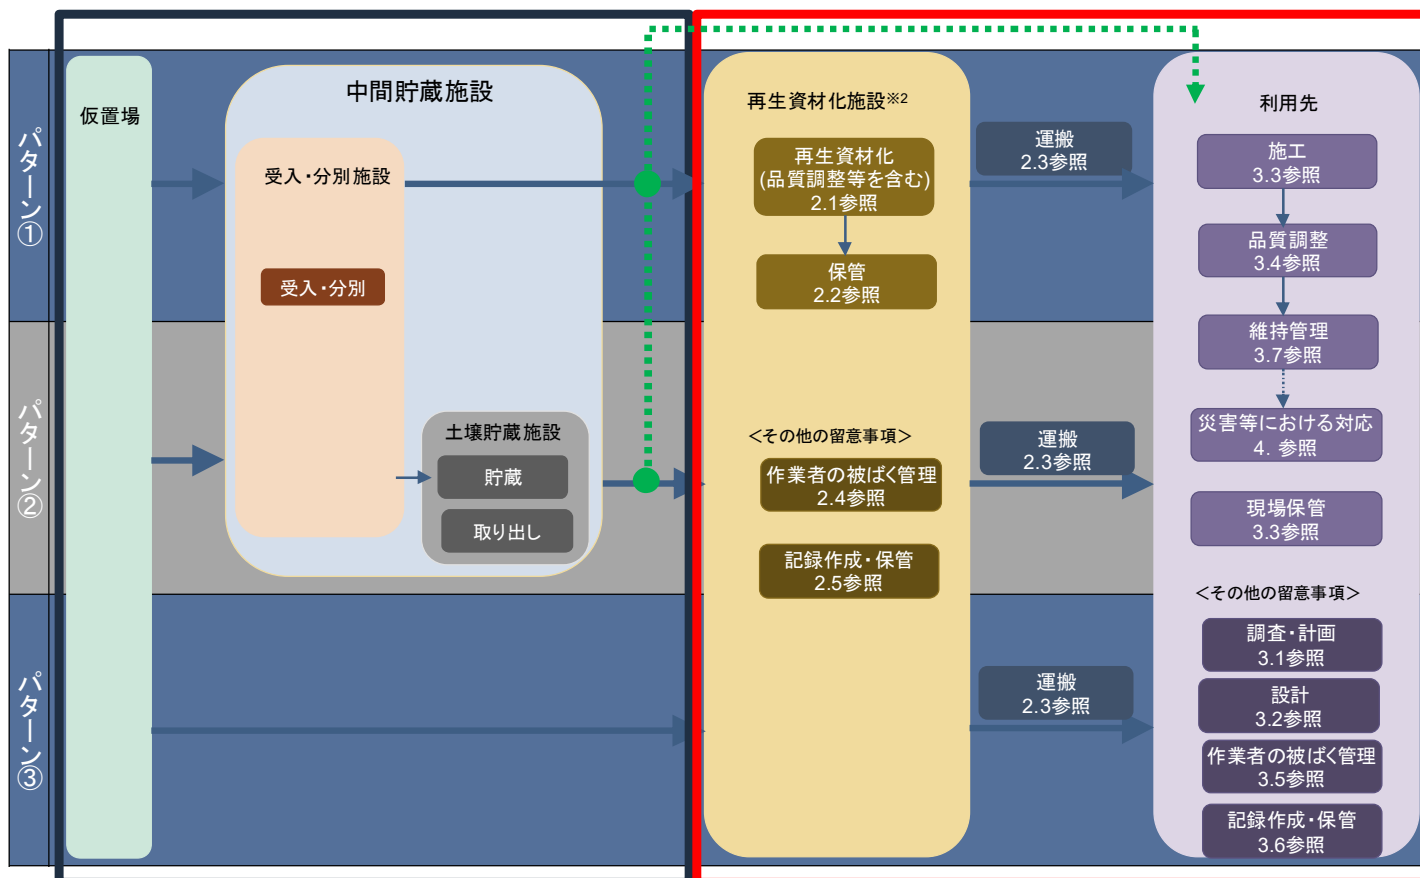 パターン①
パターン②
パターン③
仮置場
中間貯蔵施設
受入・分別施設
受入・分別
土壌貯蔵施設
貯蔵
取り出し
再生資材化施設※2
再生資材化
(品質調整等を含む)
2.1参照
保管
2.2参照
<その他の留意事項>
作業者の被ばく管理
2.4参照
記録作成・保管
2.5参照
運搬
2.3参照
運搬
2.3参照
運搬
2.3参照
利用先
施工
3.3参照
品質調整
3.4参照
維持管理
3.7参照
災害等における対応
4. 参照
現場保管
3.3参照
<その他の留意事項>
調査・計画
3.1参照
設計
3.2参照
作業者の被ばく管理
3.5参照
記録作成・保管
3.6参照